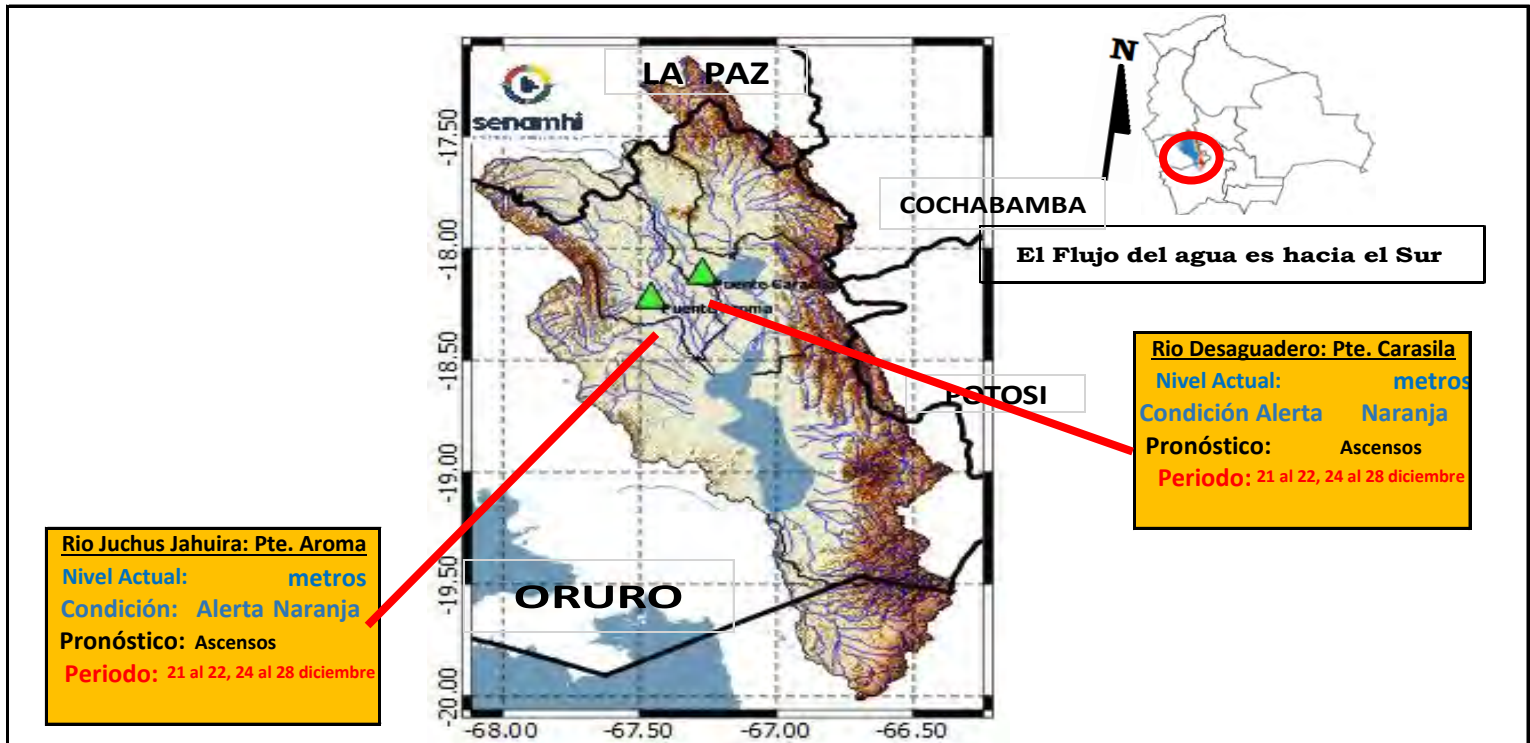 LA PAZ
senamhi
N
COCHABAMBA
El Flujo del agua es hacia el Sur
-17.50
-18.00
-18.50
-19.00
-19.50
-20.00
-68.00 -67.50 -67.00 -66.50
Puente
Puente
POTOSI
ORURO
Rio Desaguadero: Pte. Carasila
Nivel Actual: metros
Condición Alerta Naranja
Pronóstico: Ascensos
Periodo: 21 al 22, 24 al 28 diciembre
Rio Juchus Jahuira: Pte. Aroma
Nivel Actual: metros
Condición: Alerta Naranja
Pronóstico: Ascensos
Periodo: 21 al 22, 24 al 28 diciembre